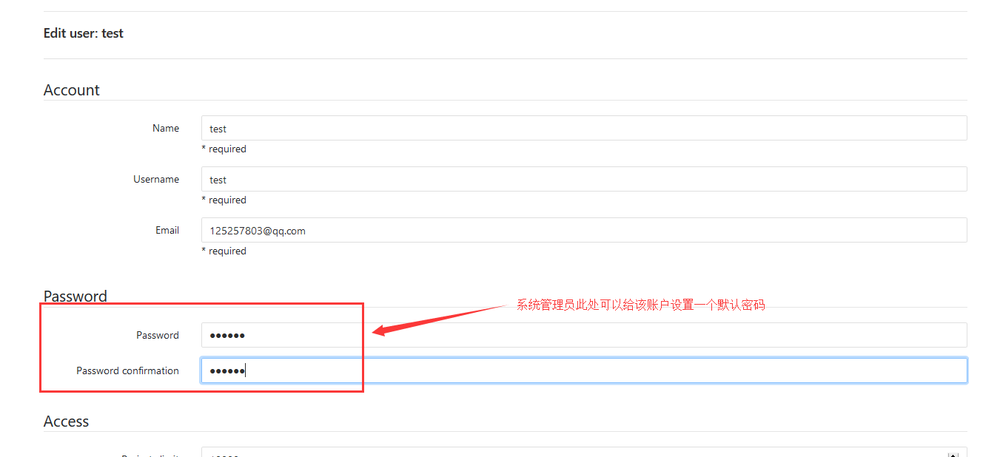 Edit user: test
Account
Name
test
* required
Username
test
* required
Email
125257803@qq.com
* required
Password
系统管理员此处可以给该账户设置一个默认密码
Password
●●●●●●
Password confirmation
●●●●●●
Access